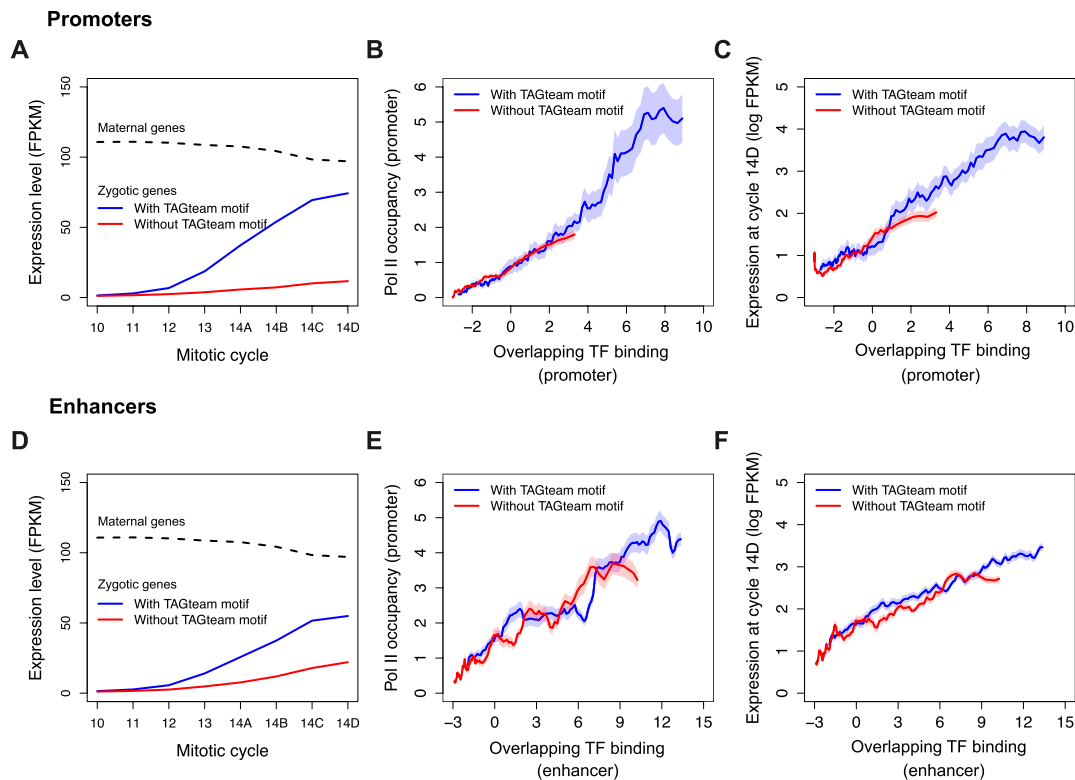 Promoters
A
Expression level (FPKM)
150
100
50
0
Maternal genes
Zygotic genes
With TAGteam motif
Without TAGteam motif
10 11 12 13 14A 14B 14C 14D
Mitotic cycle
B
Pol II occupancy (promoter)
6
5
4
3
2
1
0
With TAGteam motif
Without TAGteam motif
−2 0 2 4 6 8 10
Overlapping TF binding
(promoter)
C
Expression at cycle 14D (log FPKM)
5
4
3
2
1
0
With TAGteam motif
Without TAGteam motif
−2 0 2 4 6 8 10
Overlapping TF binding
(promoter)
Enhancers
D
Expression level (FPKM)
150
100
50
0
Maternal genes
Zygotic genes
With TAGteam motif
Without TAGteam motif
10 11 12 13 14A 14B 14C 14D
Mitotic cycle
E
Pol II occupancy (promoter)
6
5
4
3
2
1
0
With TAGteam motif
Without TAGteam motif
−3 0 3 6 9 12 15
Overlapping TF binding
(enhancer)
F
Expression at cycle 14D (log FPKM)
5
4
3
2
1
0
With TAGteam motif
Without TAGteam motif
−3 0 3 6 9 12 15
Overlapping TF binding
(enhancer)